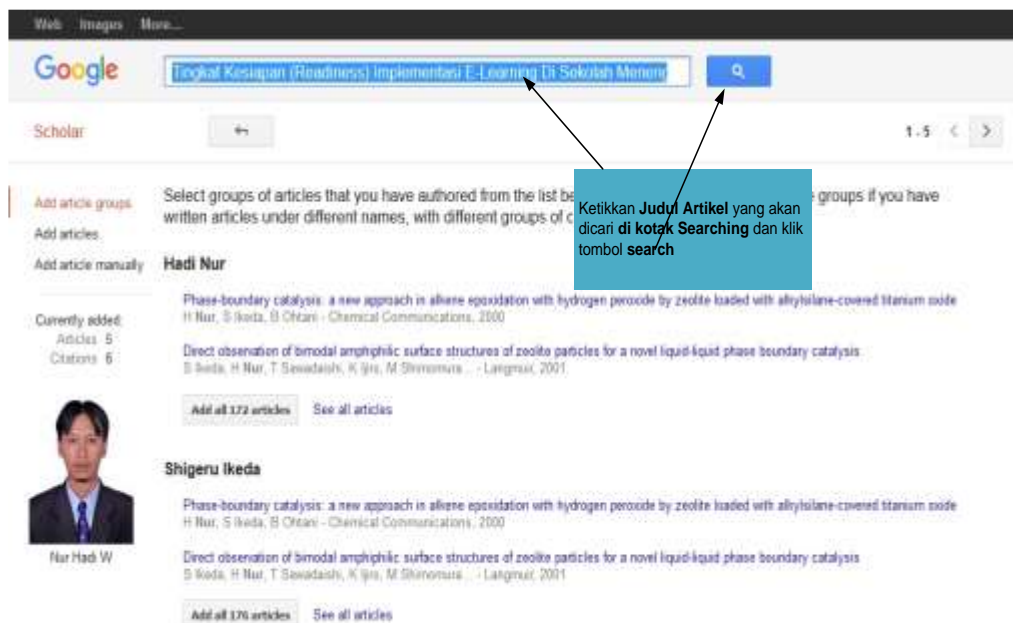 Web Images More...
Google
Tingkat Kesiapan (Readiness) Implementasi E-Learning Di Sekolah Meneng
Scholar
1 - 5
Add article groups
Add articles
Add article manually
Currently added:
Articles 5
Citations 6
Nur Hadi W
Select groups of articles that you have authored from the list be groups if you have
written articles under different names, with different groups of c
Ketikkan Judul Artikel yang akan
dicari di kotak Searching dan klik
tombol search
Hadi Nur
Phase-boundary catalysis: a new approach in alkene epoxidation with hydrogen peroxide by zeolite loaded with alkylsilane-covered titanium oxide
H Nur, S Ikeda, B Ohtani - Chemical Communications, 2000
Direct observation of bimodal amphiphilic surface structures of zeolite particles for a novel liquid-liquid phase boundary catalysis
S Ikeda, H Nur, T Sawadaishi, K Ijiro, M Shimomura... - Langmuir, 2001
Add all 172 articles See all articles
Shigeru Ikeda
Phase-boundary catalysis: a new approach in alkene epoxidation with hydrogen peroxide by zeolite loaded with alkylsilane-covered titanium oxide
H Nur, S Ikeda, B Ohtani - Chemical Communications, 2000
Direct observation of bimodal amphiphilic surface structures of zeolite particles for a novel liquid-liquid phase boundary catalysis
S Ikeda, H Nur, T Sawadaishi, K Ijiro, M Shimomura... - Langmuir, 2001
Add all 176 articles See all articles